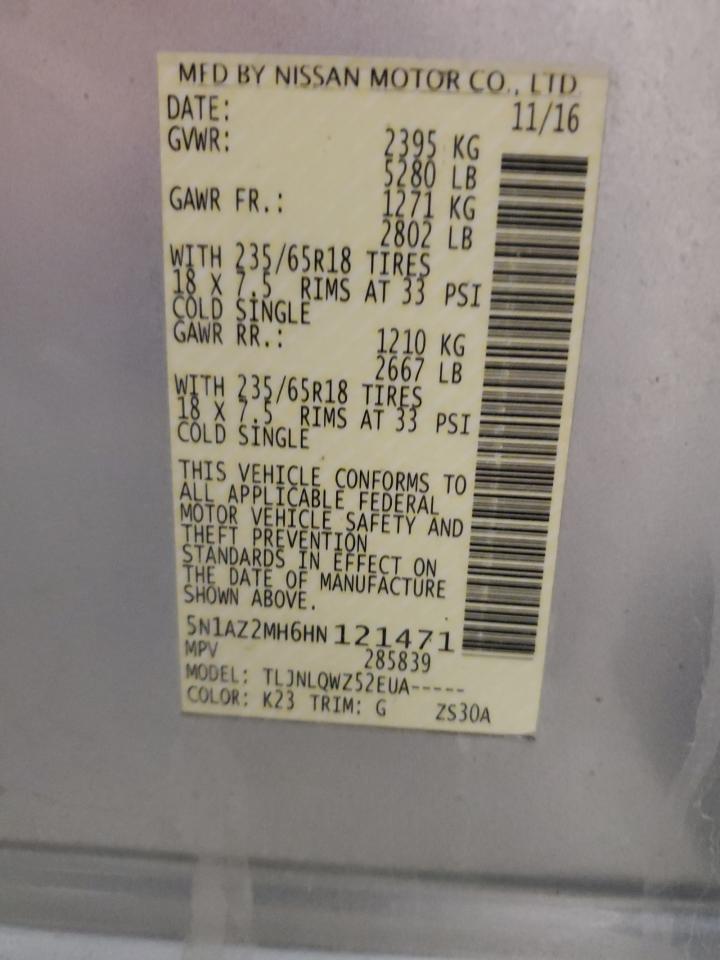 MFD BY NISSAN MOTOR CO., LTD
DATE: 11/16
GVWR: 2395 KG
5280 LB
GAWR FR.: 1271 KG
2802 LB
WITH 235/65R18 TIRES
18 X 7.5 RIMS AT 33 PSI
COLD SINGLE
GAWR RR.: 1210 KG
2667 LB
WITH 235/65R18 TIRES
18 X 7.5 RIMS AT 33 PSI
COLD SINGLE
THIS VEHICLE CONFORMS TO
ALL APPLICABLE FEDERAL
MOTOR VEHICLE SAFETY AND
THEFT PREVENTION
STANDARDS IN EFFECT ON
THE DATE OF MANUFACTURE
SHOWN ABOVE.
5N1AZ2MH6HN121471
MPV 285839
MODEL: TLJNLQWZ52EUA-----
COLOR: K23 TRIM: G ZS30A